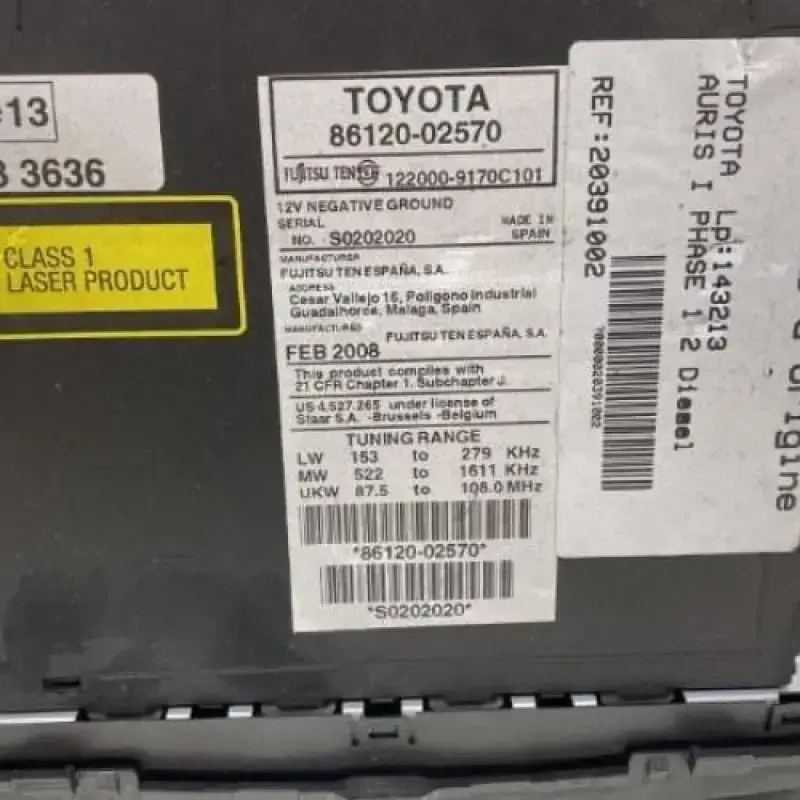 13
3636
CLASS 1
LASER PRODUCT
TOYOTA
86120-02570
FUJITSU TEN 122000-9170C101
12V NEGATIVE GROUND
SERIAL MADE IN
NO. S0202020 SPAIN
MANUFACTURER
FUJITSU TEN ESPAÑA, S.A.
ADDRESS
Cesar Vallejo 16, Poligono Industrial
Guadalhorce, Malaga, Spain
MANUFACTURED FUJITSU TEN ESPAÑA, S.A.
FEB 2008
This product complies with
21 CFR Chapter 1. Subchapter J.
US 4.527.265 under license of
Staar S.A. -Brussels -Belgium
TUNING RANGE
LW 153 to 279 KHz
MW 522 to 1611 KHz
UKW 87.5 to 108.0 MHz
*86120-02570*
*S0202020*
TOYOTA LP:143213
AURIS I PHASE 1 2 Diesel
REF:20391002
*0000020391002
origine